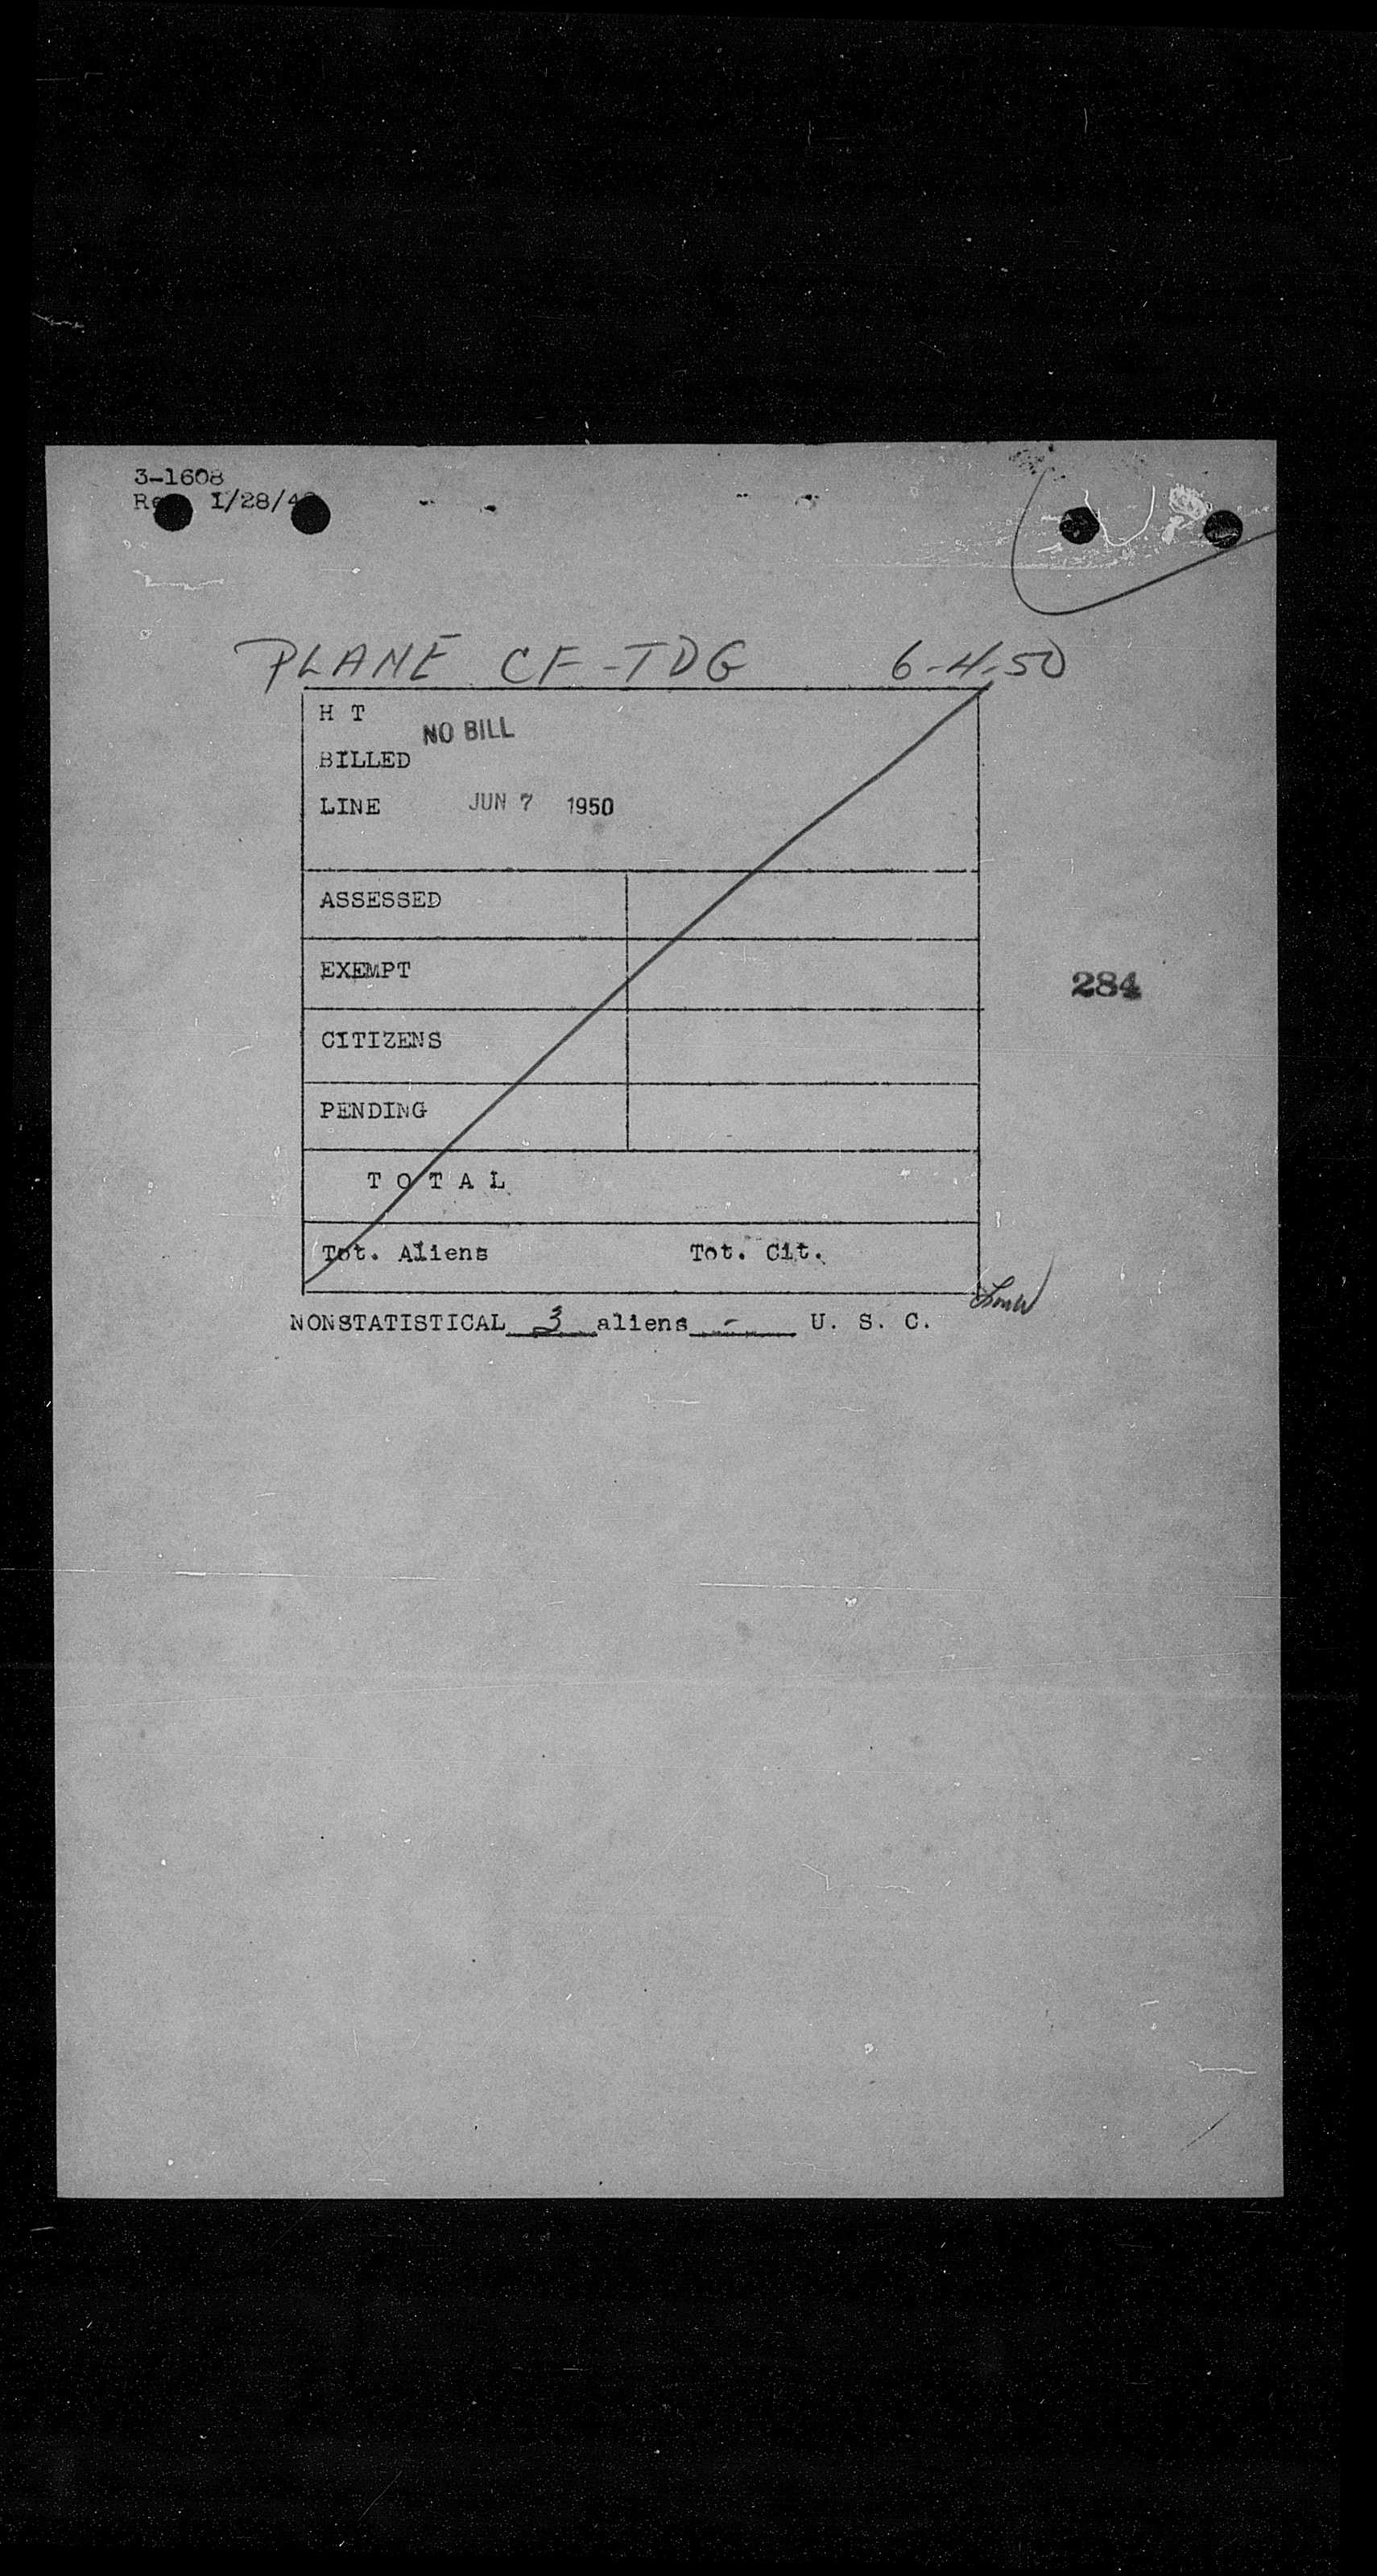 3-1608
1/28/4
PLANE CF-TDG 6-4-50
H T
NO BILL
BILLED
LINE JUN 7 1950
ASSESSED
EXEMPT
284
CITIZENS
PENDING
T O T A L
Tot. Aliens Tot. Cit.
NONSTATISTICAL 3 aliens - U. S. C.